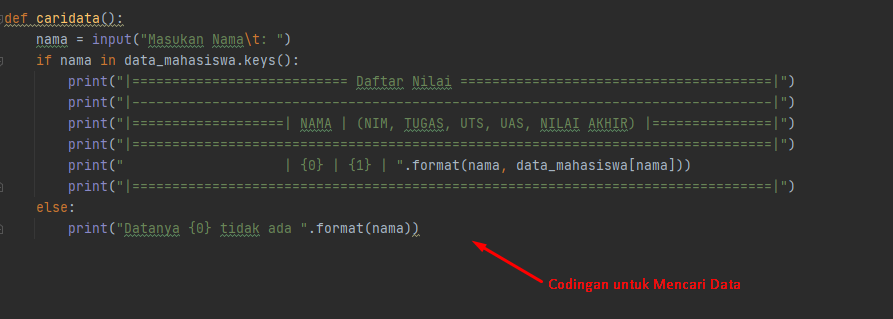 def caridata():
    nama = input("Masukan Nama\t: ")
    if nama in data_mahasiswa.keys():
        print("|=========================== Daftar Nilai =======================================|")
        print("|--------------------------------------------------------------------------------|")
        print("|===================| NAMA | (NIM, TUGAS, UTS, UAS, NILAI AKHIR) |===============|")
        print("|================================================================================|")
        print("                    | {0} | {1} | ".format(nama, data_mahasiswa[nama]))
        print("|================================================================================|")
    else:
        print("Datanya {0} tidak ada ".format(nama))
Codingan untuk Mencari Data